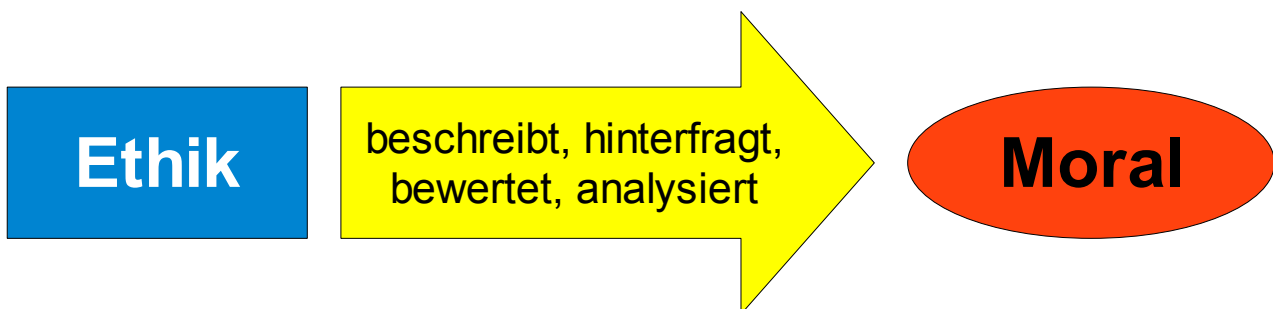 Ethik
beschreibt, hinterfragt,
bewertet, analysiert
Moral